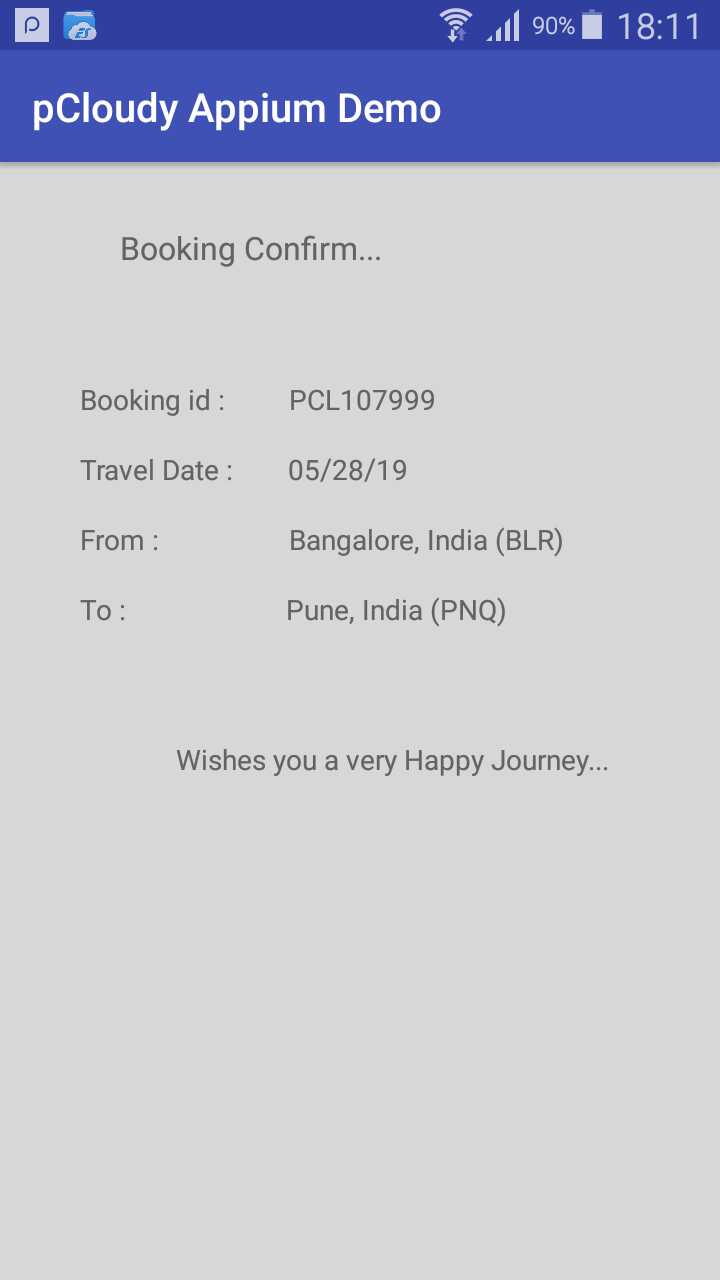 90% 18:11
pCloudy Appium Demo
Booking Confirm...
Booking id : PCL107999
Travel Date : 05/28/19
From : Bangalore, India (BLR)
To : Pune, India (PNQ)
Wishes you a very Happy Journey...